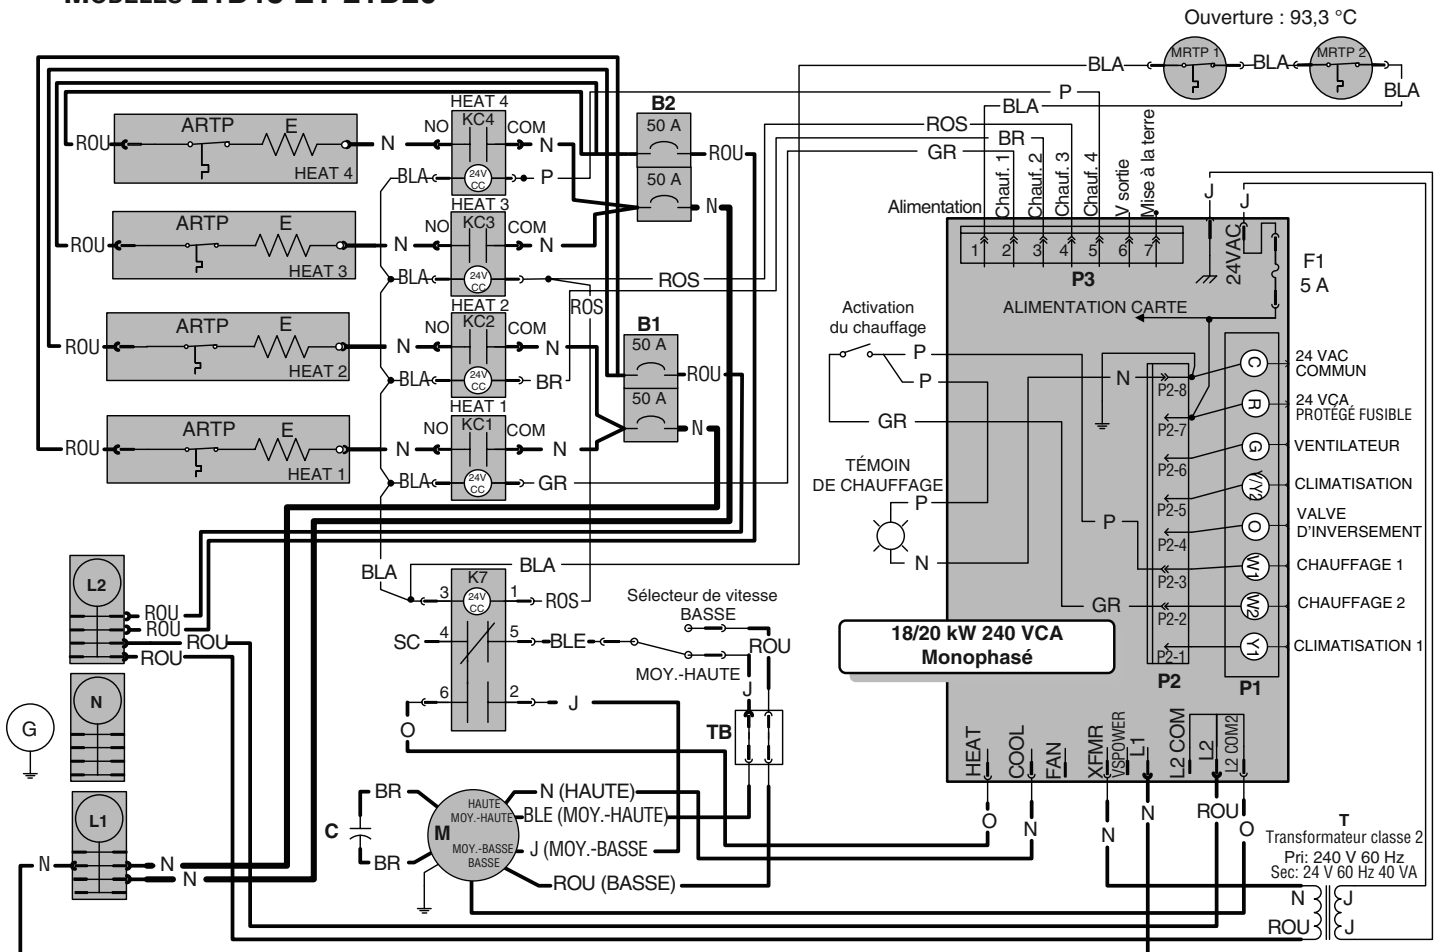 Ouverture : 93,3 °C
MRTP 1
MRTP 2
BLA
BLA
BLA
BLA
P
ROS
BR
GR
HEAT 4
B2
50 A
50 A
ROU
N
ROU
ARTP
E
HEAT 4
N
NO
KC4
COM
N
BLA
24V
CC
P
HEAT 3
ROU
ARTP
E
HEAT 3
N
NO
KC3
COM
N
BLA
24V
CC
ROS
ROS
HEAT 2
ROU
ARTP
E
HEAT 2
N
NO
KC2
COM
N
BLA
24V
CC
BR
B1
50 A
50 A
ROU
N
HEAT 1
ROU
ARTP
E
HEAT 1
N
NO
KC1
COM
N
BLA
24V
CC
GR
Alimentation
Chauf. 1
Chauf. 2
Chauf. 3
Chauf. 4
V sortie
Mise à la terre
1
2
3
4
5
6
7
P3
J
J
24VAC
F1
5 A
ALIMENTATION CARTE
Activation
du chauffage
P
P
GR
TÉMOIN
DE CHAUFFAGE
P
N
N
P
GR
P2-8
P2-7
P2-6
P2-5
P2-4
P2-3
P2-2
P2-1
P2
C
R
G
Y/Y2
O
W1
W2
Y1
P1
24 VAC
COMMUN
24 VCA
PROTÉGÉ FUSIBLE
VENTILATEUR
CLIMATISATION
VALVE
D'INVERSEMENT
CHAUFFAGE 1
CHAUFFAGE 2
CLIMATISATION 1
18/20 kW 240 VCA
Monophasé
BLA
BLA
K7
3
24V
CC
1
ROS
SC
4
5
BLE
6
2
J
O
Sélecteur de vitesse
BASSE
MOY.-HAUTE
ROU
J
TB
L2
ROU
ROU
ROU
ROU
N
G
L1
N
N
N
C
BR
BR
M
HAUTE
MOY.-HAUTE
MOY.-BASSE
BASSE
N (HAUTE)
BLE (MOY.-HAUTE)
J (MOY.-BASSE
ROU (BASSE)
HEAT
COOL
FAN
XFMR
VSPOWER
L1
L2 COM
L2
L2 COM2
O
N
N
N
ROU
O
T
Transformateur classe 2
Pri: 240 V 60 Hz
Sec: 24 V 60 Hz 40 VA
N
J
ROU
J